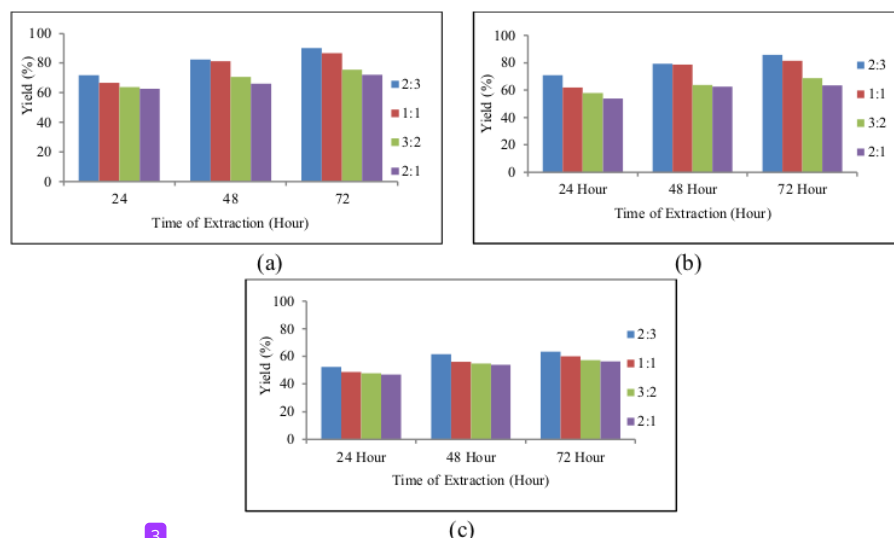 100
80
60
40
20
0
Yield (%)
24 48 72
Time of Extraction (Hour)
2:3
1:1
3:2
2:1
(a)
100
80
60
40
20
0
Yield (%)
24 Hour 48 Hour 72 Hour
Time of Extraction (Hour)
2:3
1:1
3:2
2:1
(b)
100
80
60
40
20
0
Yield (%)
24 Hour 48 Hour 72 Hour
Time of Extraction (Hour)
2:3
1:1
3:2
2:1
(c)
3